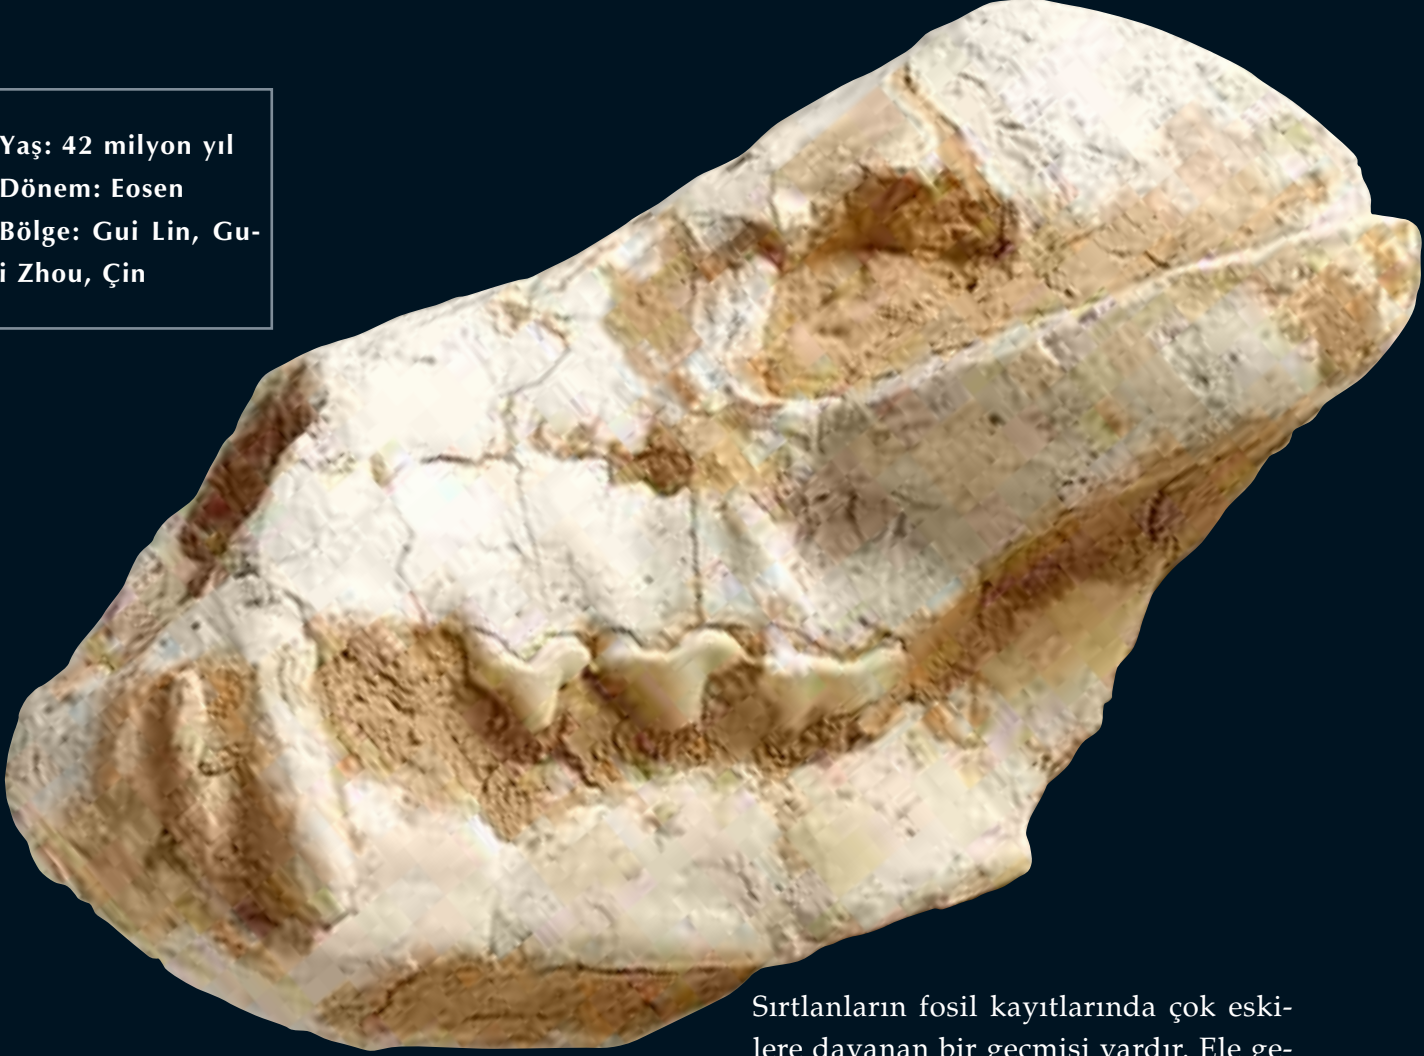 Yaş: 42 milyon yıl
Dönem: Eosen
Bölge: Gui Lin, Gu-
i Zhou, Çin
Sırtlanların fosil kayıtlarında çok eski-
lere dayanan bir geçmişi vardır. Ele ge-